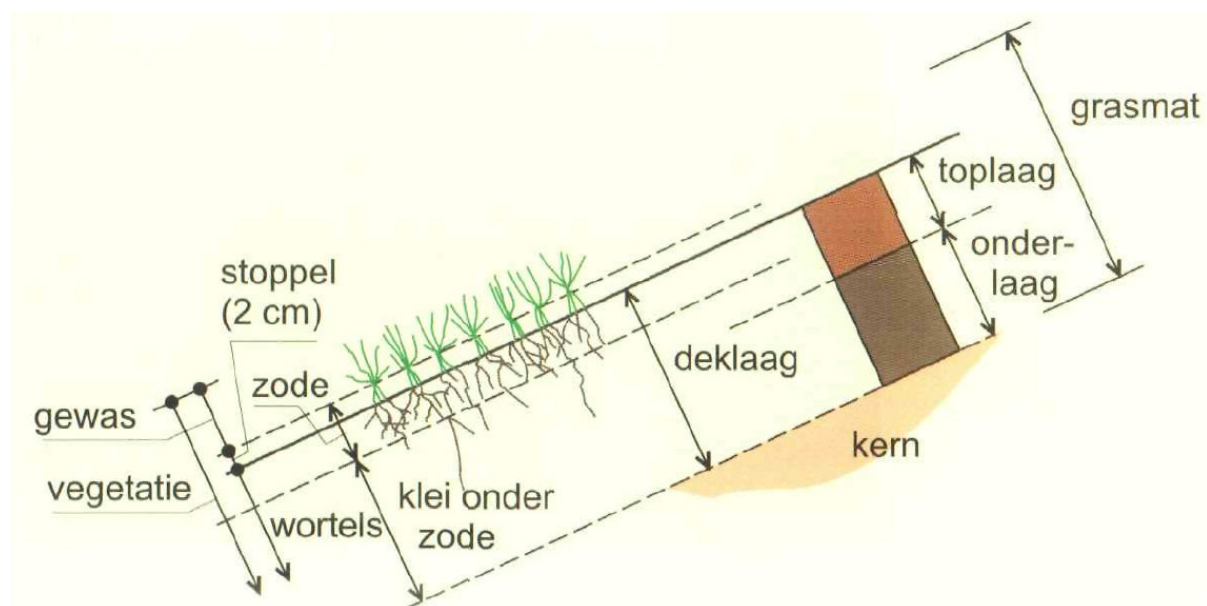 grasmat
toplaag
onder-
laag
stoppel
(2 cm)
zode
deklaag
gewas
kern
vegetatie
klei onder
zode
wortels